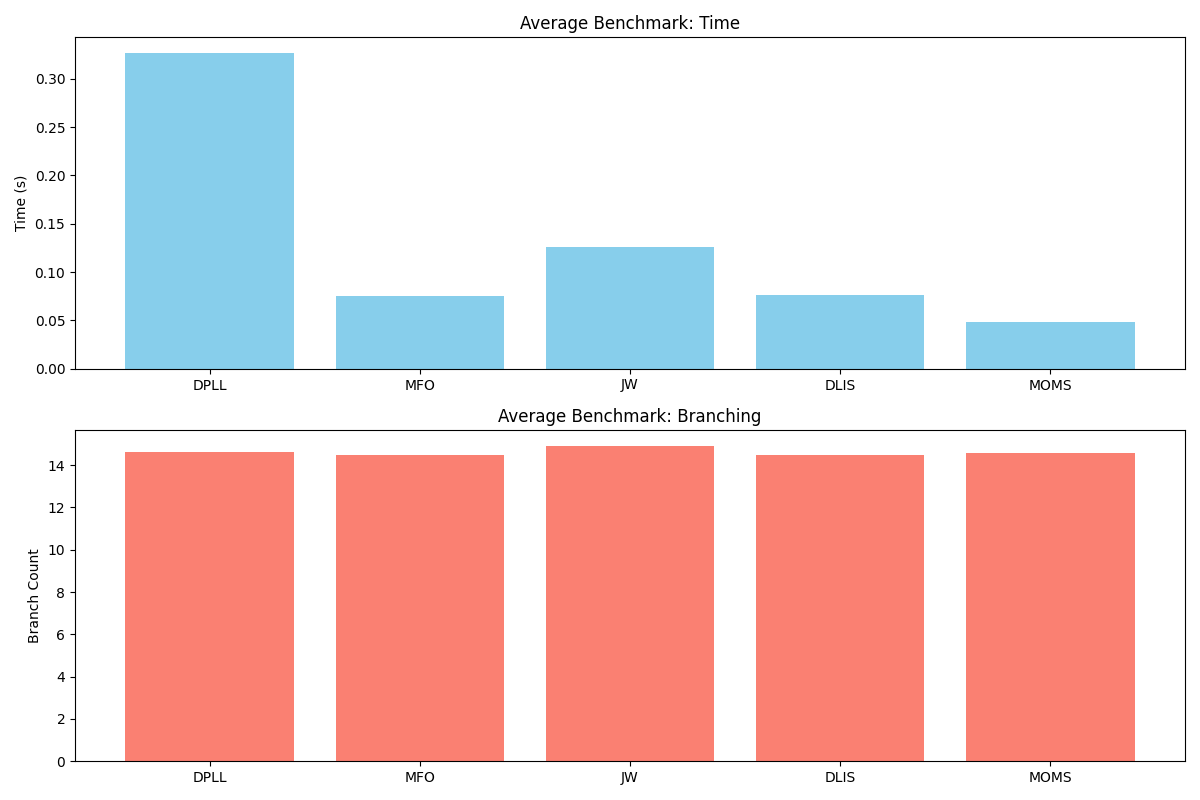 Average Benchmark: Time
Time (s)
0.30
0.25
0.20
0.15
0.10
0.05
0.00
DPLL MFO JW DLIS MOMS
Average Benchmark: Branching
Branch Count
14
12
10
8
6
4
2
0
DPLL MFO JW DLIS MOMS